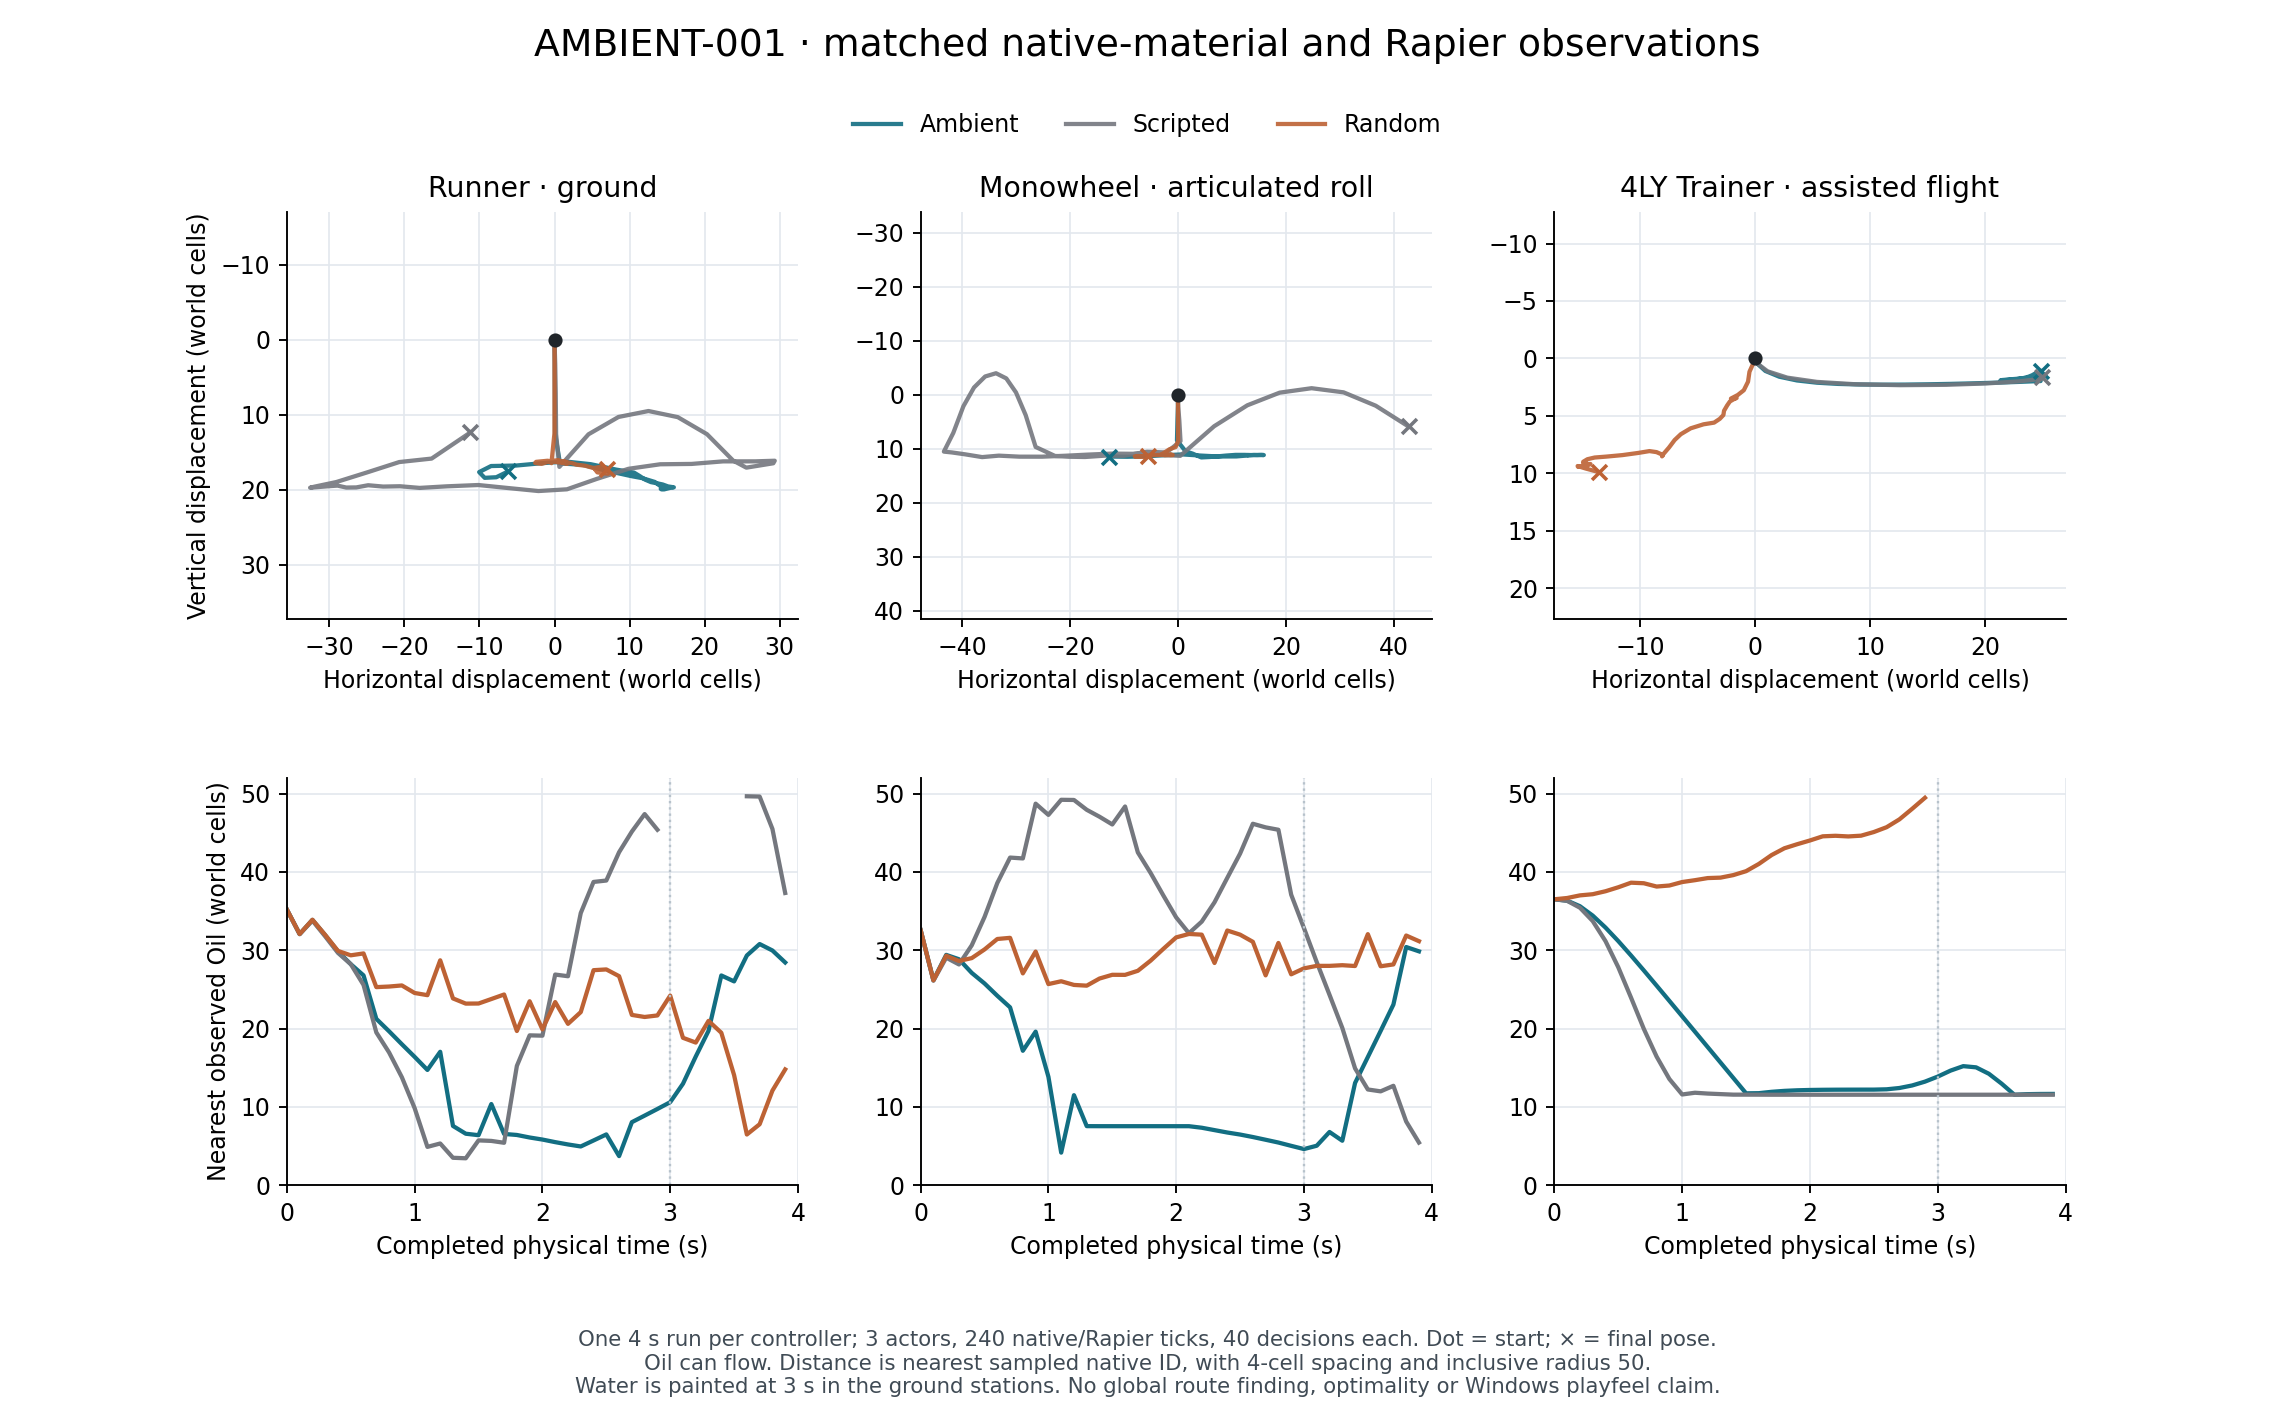 AMBIENT-001 · matched native-material and Rapier observations
Ambient Scripted Random
Runner · ground
Vertical displacement (world cells)
−10
0
10
20
30
−30 −20 −10 0 10 20 30
Horizontal displacement (world cells)
Monowheel · articulated roll
−30
−20
−10
0
10
20
30
40
−40 −20 0 20 40
Horizontal displacement (world cells)
4LY Trainer · assisted flight
−10
−5
0
5
10
15
20
−10 0 10 20
Horizontal displacement (world cells)
Nearest observed Oil (world cells)
50
40
30
20
10
0
0 1 2 3 4
Completed physical time (s)
50
40
30
20
10
0
0 1 2 3 4
Completed physical time (s)
50
40
30
20
10
0
0 1 2 3 4
Completed physical time (s)
One 4 s run per controller; 3 actors, 240 native/Rapier ticks, 40 decisions each. Dot = start; × = final pose.
Oil can flow. Distance is nearest sampled native ID, with 4-cell spacing and inclusive radius 50.
Water is painted at 3 s in the ground stations. No global route finding, optimality or Windows playfeel claim.